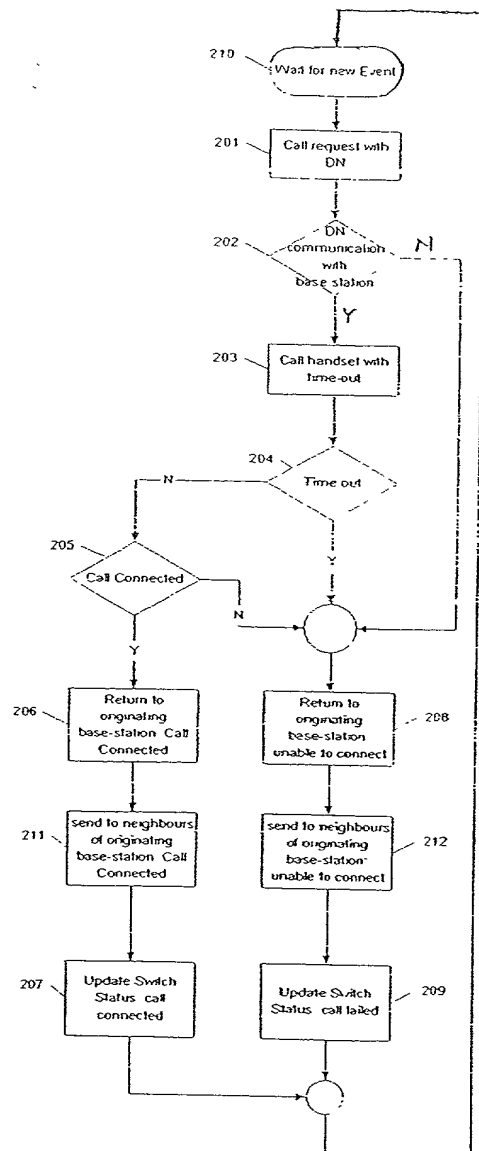 210
Wait for new Event
201
Call request with
DN
202
DN
communication
with
base station
N
Y
203
Call handset with
time-out
204
Time out
N
205
Call Connected
Y
N
Y
206
Return to
originating
base-station Call
Connected
Return to
originating
base-station
unable to connect
208
211
send to neighbours
of originating
base-station Call
Connected
send to neighbours
of originating
base-station-
unable to connect
212
207
Update Switch
Status call
connected
Update Switch
Status call failed
209